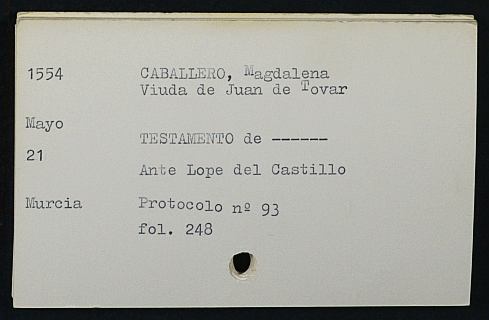 1554 CABALLERO, Magdalena
Viuda de Juan de Tovar
Mayo
TESTAMENTO de ------
21
Ante Lope del Castillo
Murcia Protocolo nº 93
fol. 248